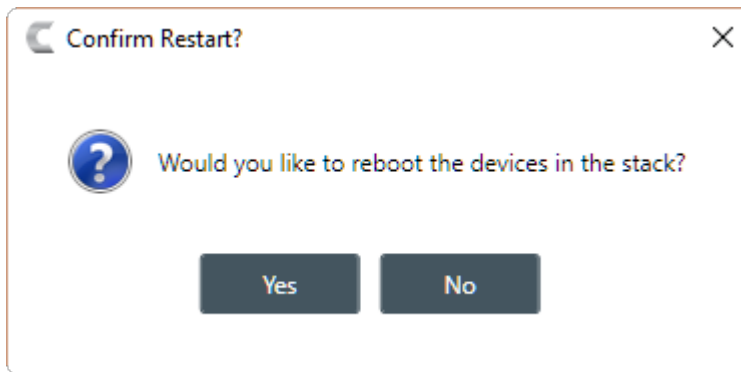 Confirm Restart?
Would you like to reboot the devices in the stack?
Yes No